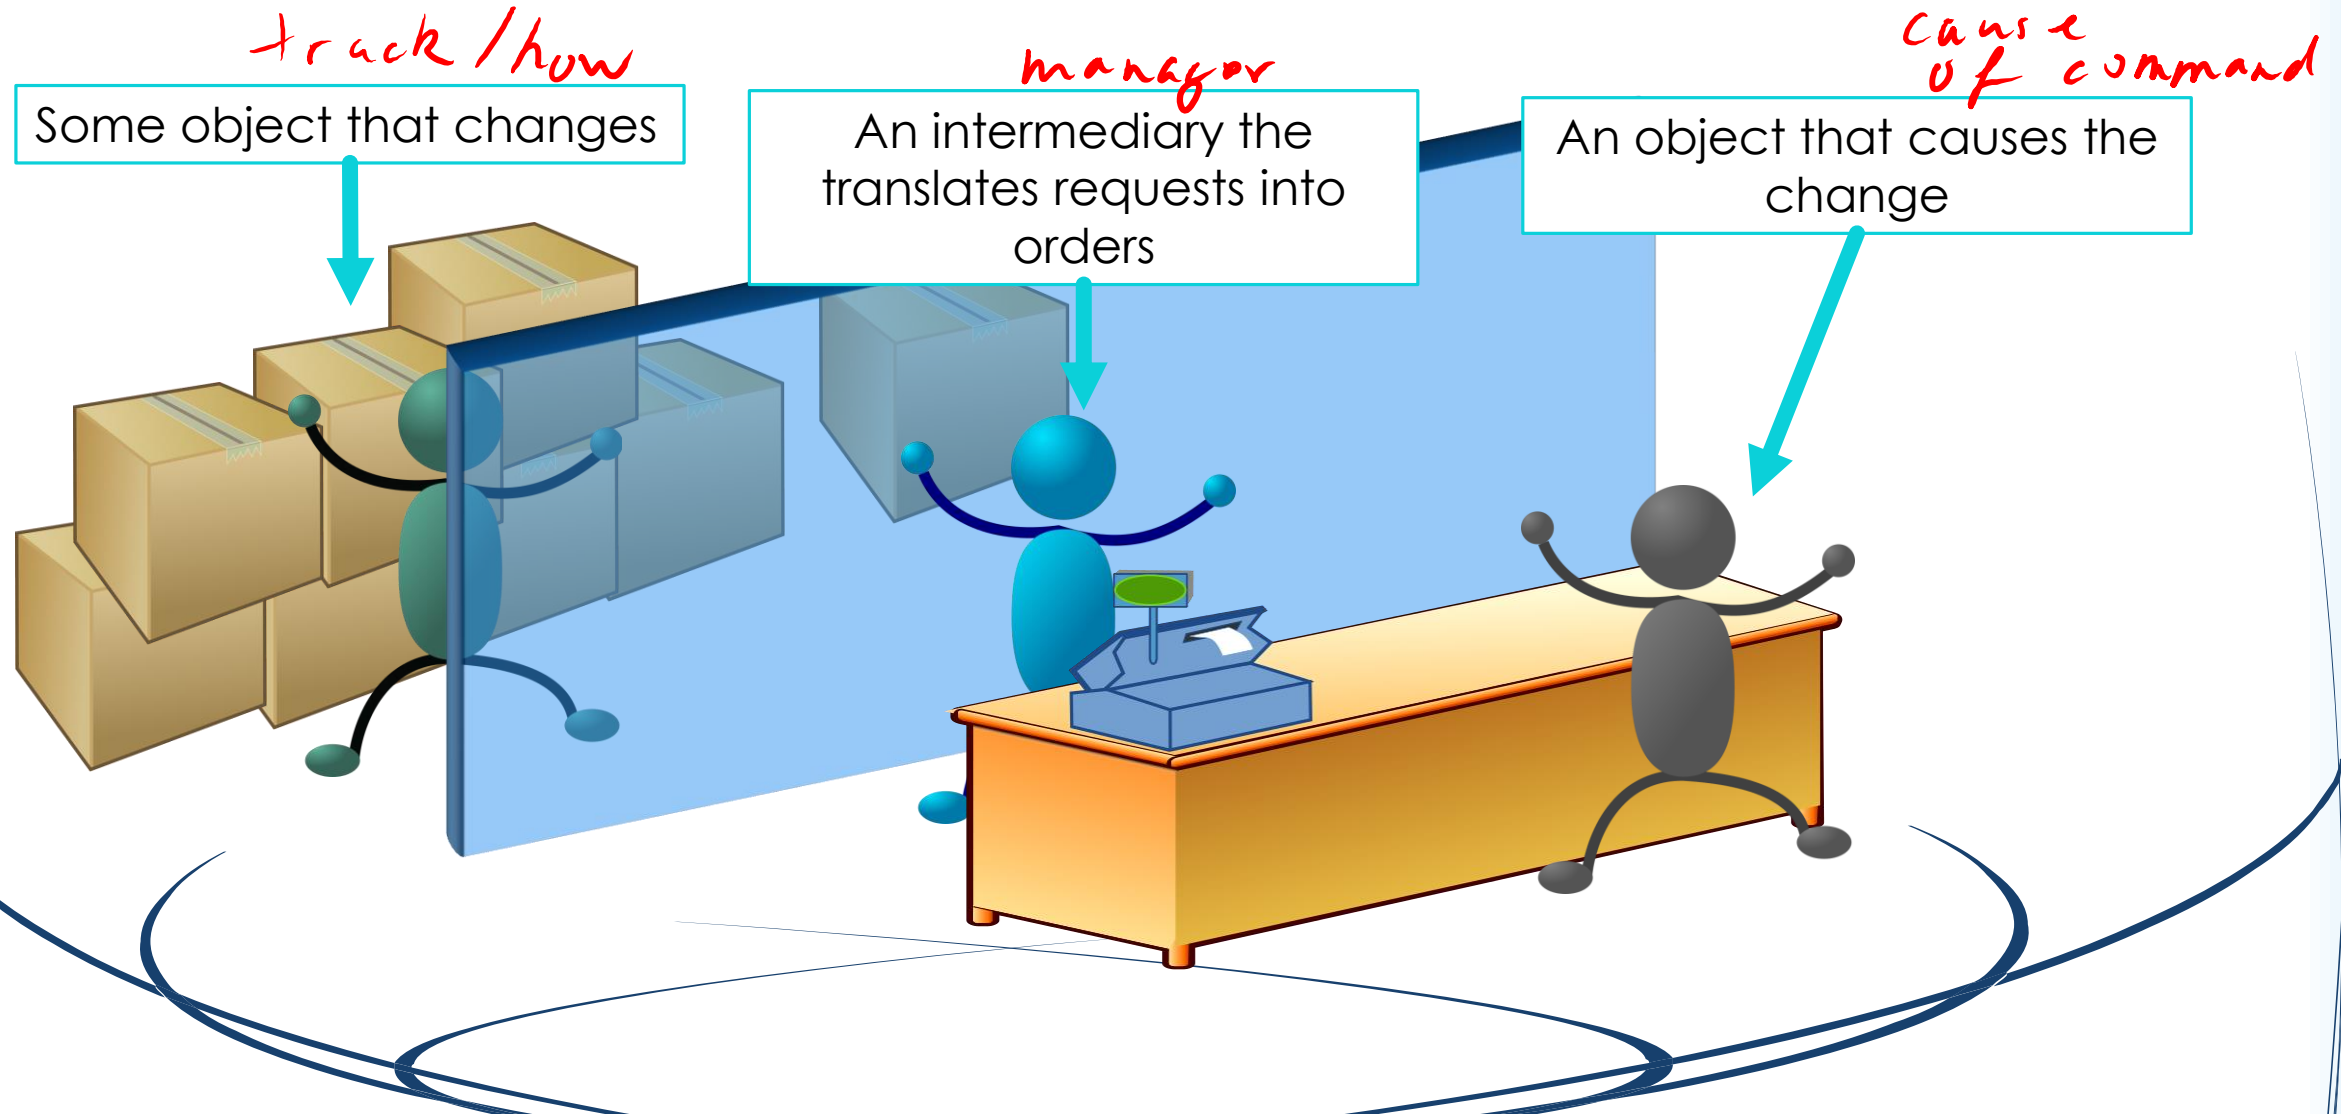 track/how
Some object that changes
manager
An intermediary the
translates requests into
orders
cause
of command
An object that causes the
change